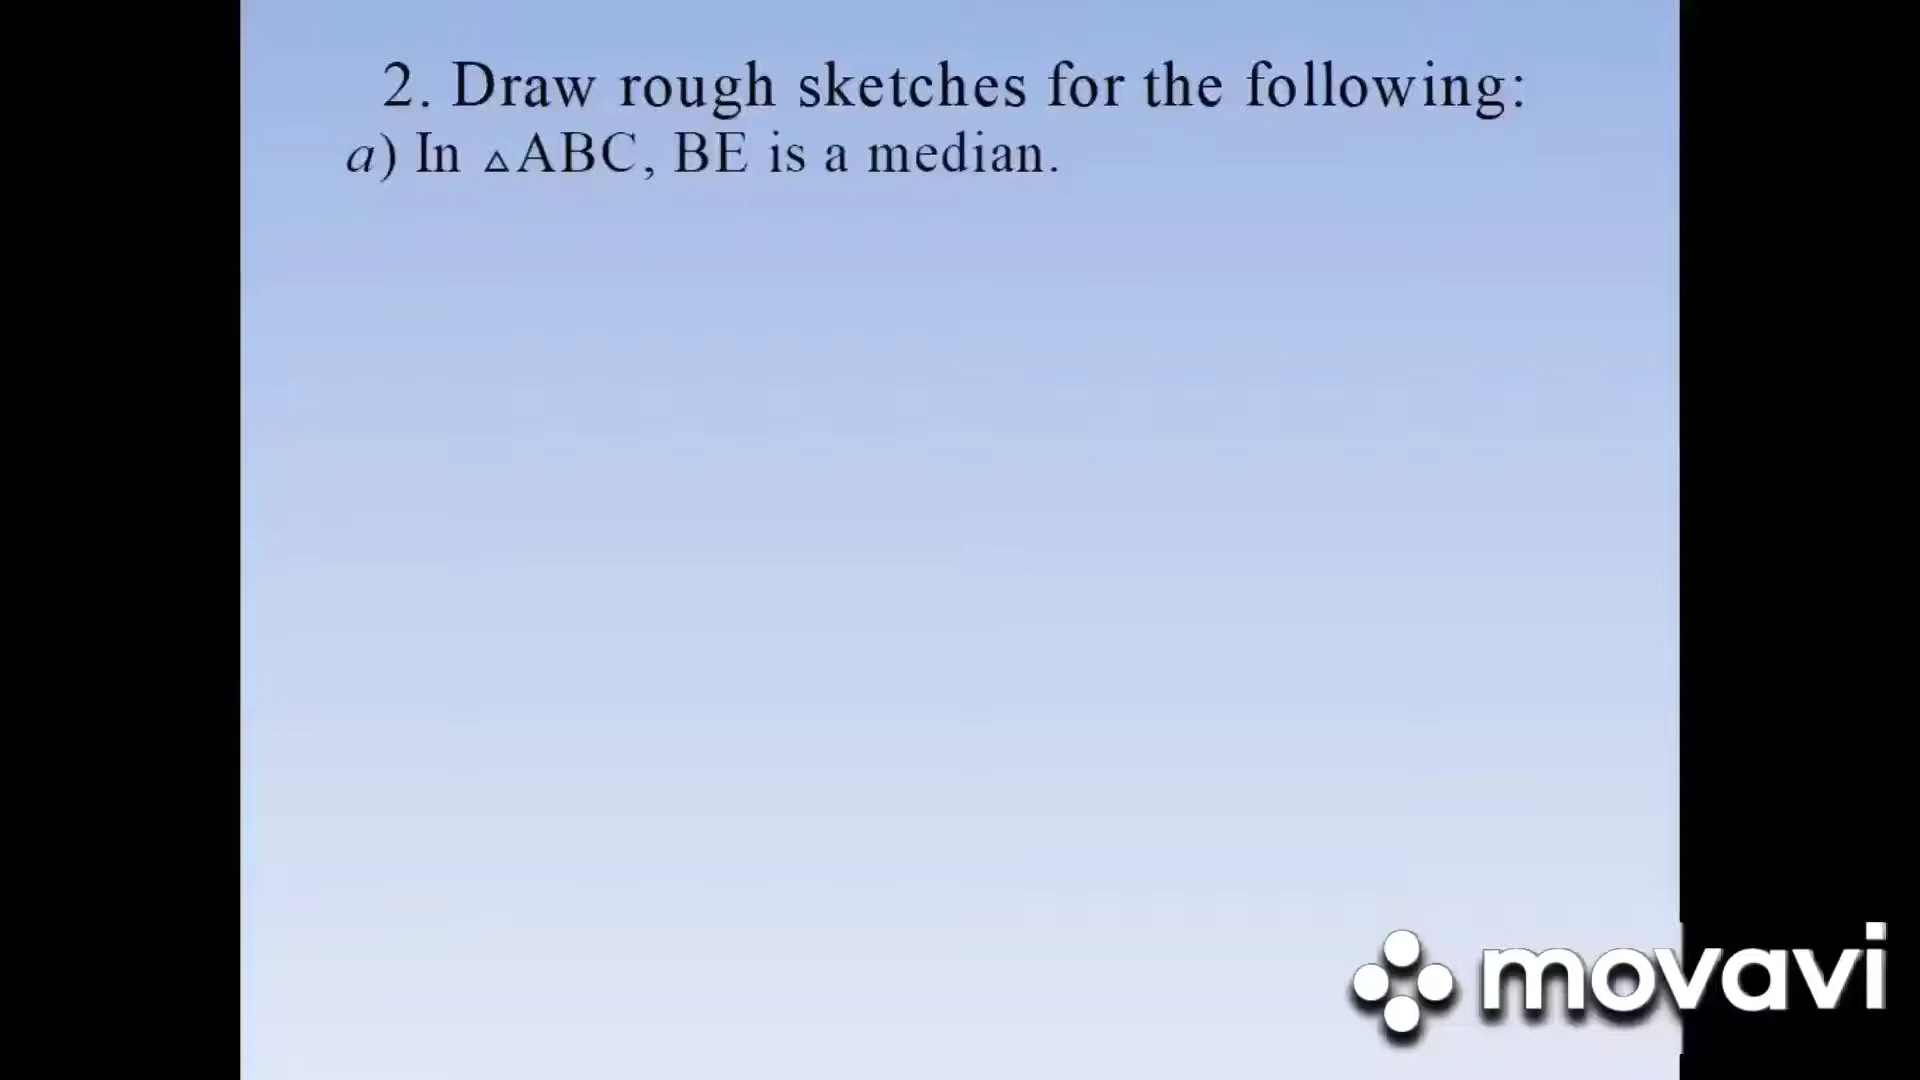 2. Draw rough sketches for the following:
a) In △ABC, BE is a median.
movavi